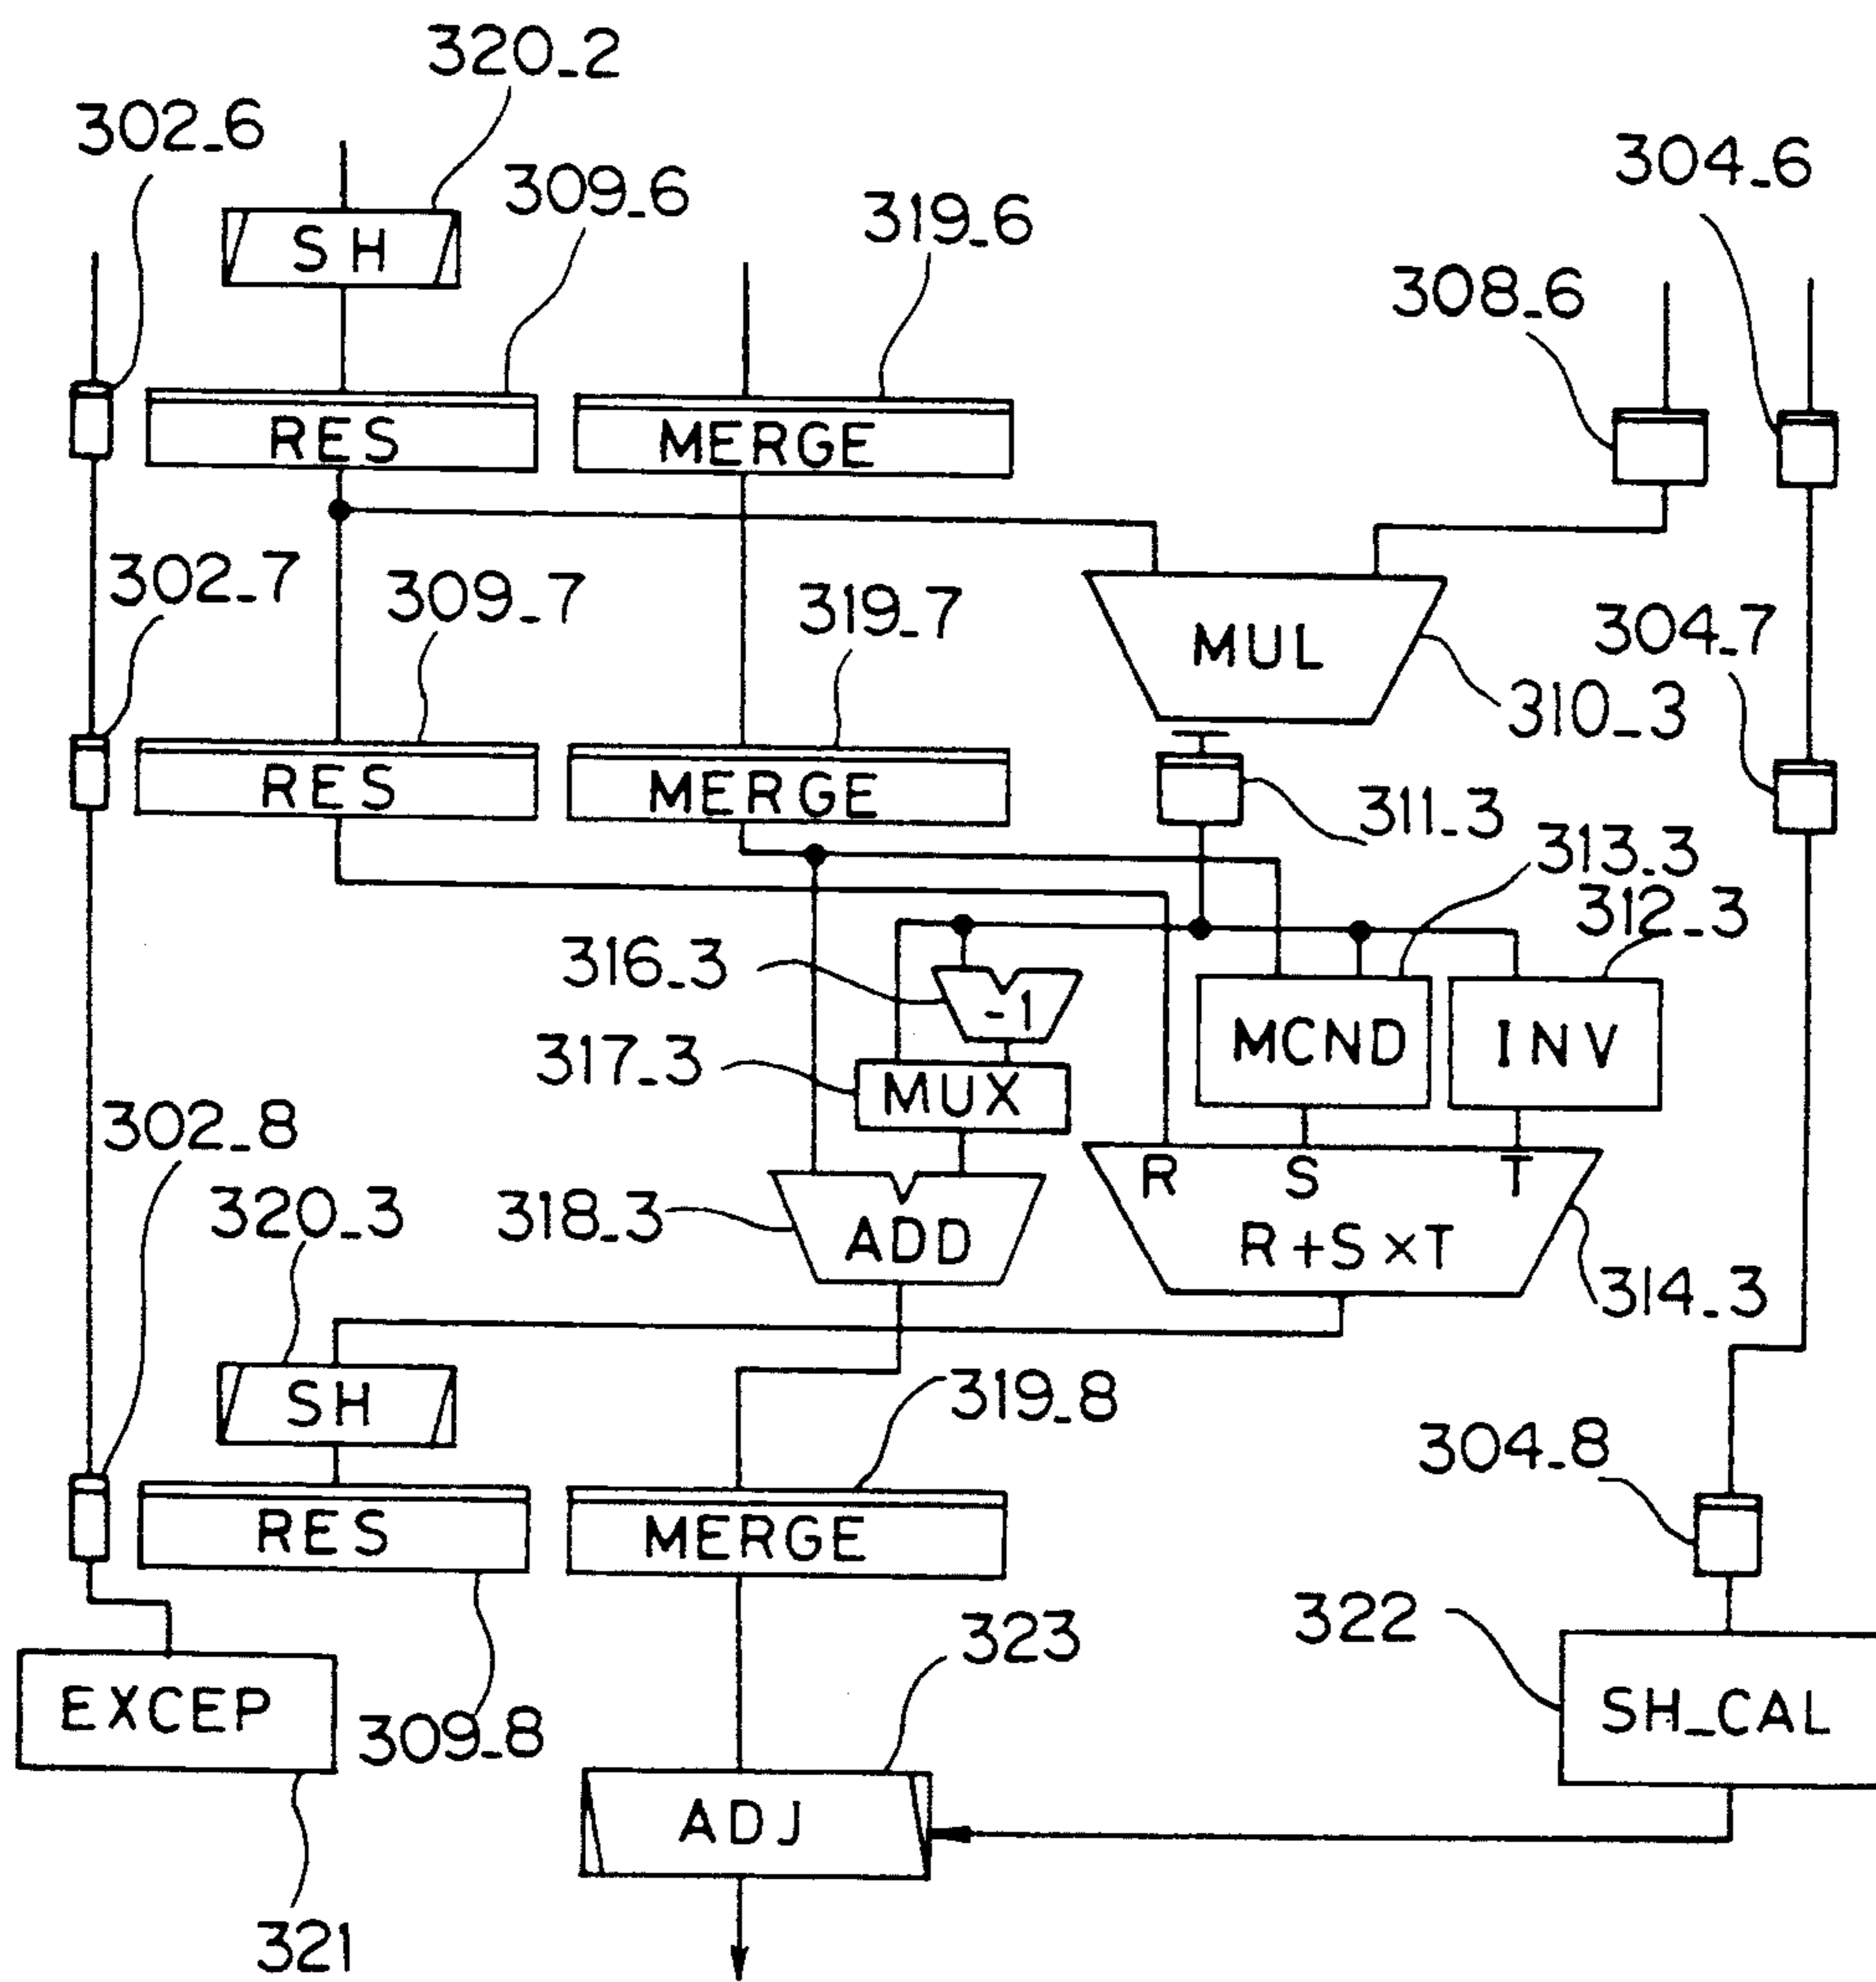 320_2
302_6
309_6
319_6
304_6
308_6
SH
RES
MERGE
302_7
309_7
319_7
MUL
304_7
310_3
RES
MERGE
311_3
313_3
312_3
316_3
-1
317_3
MUX
MCND
INV
302_8
320_3
318_3
ADD
R S T
R+S×T
314_3
SH
319_8
304_8
RES
MERGE
323
322
EXCEP
309_8
SH_CAL
ADJ
321